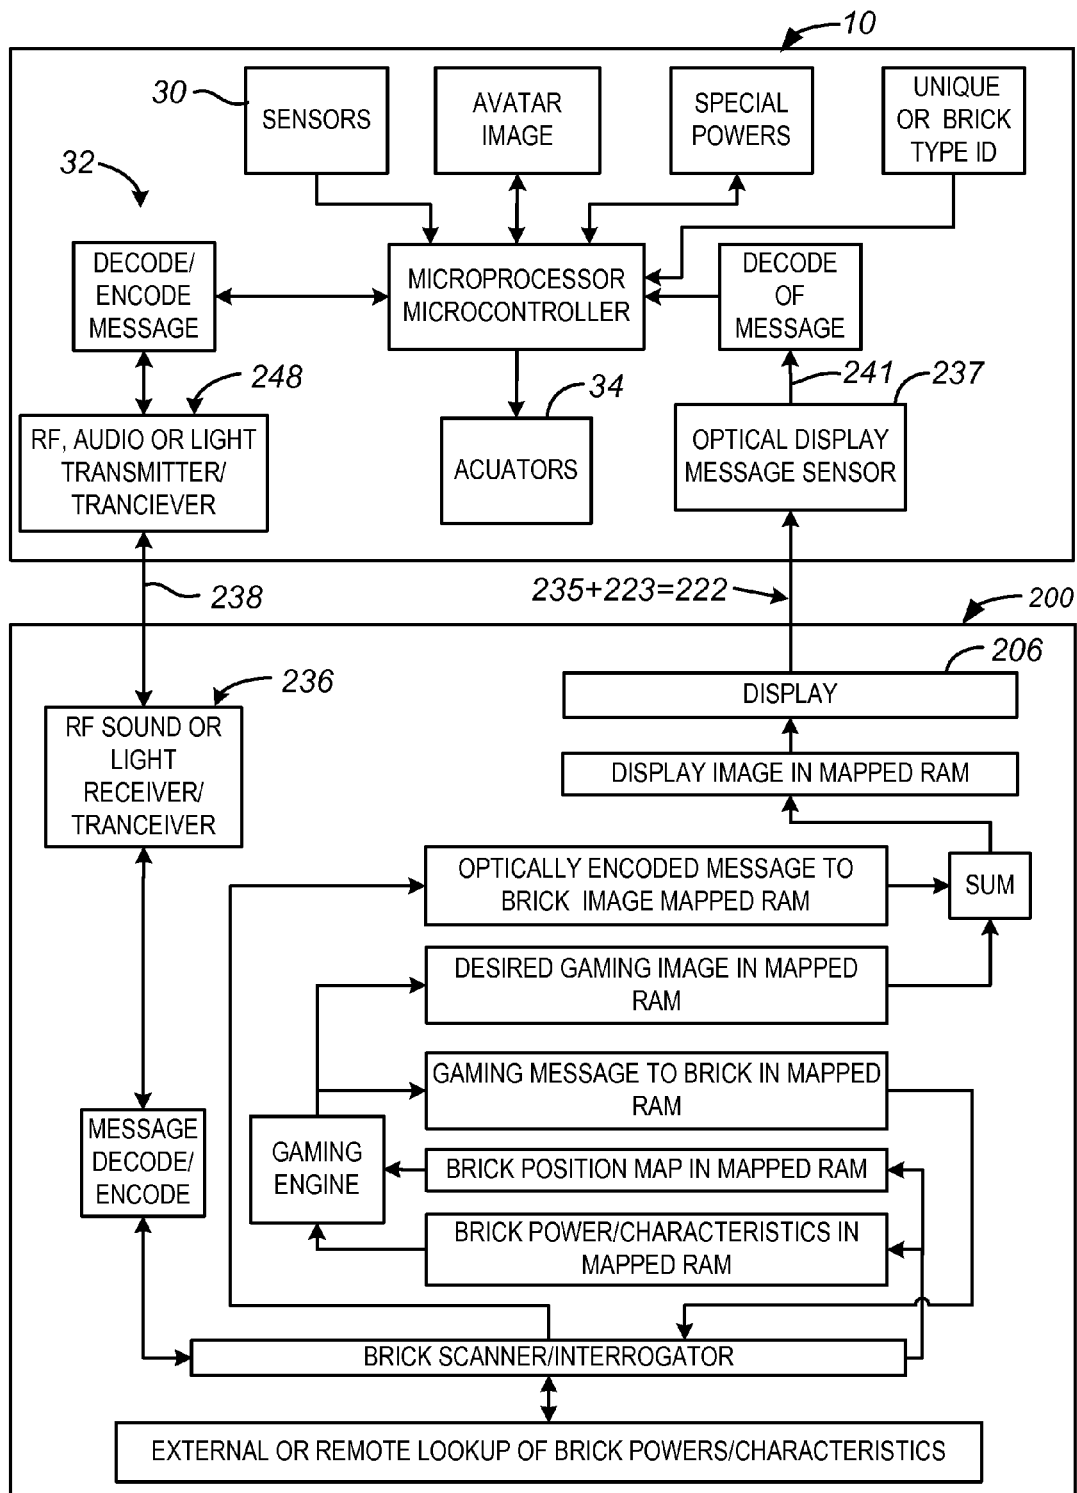 10
30
SENSORS
AVATAR
IMAGE
SPECIAL
POWERS
UNIQUE
OR BRICK
TYPE ID
32
DECODE/
ENCODE
MESSAGE
MICROPROCESSOR
MICROCONTROLLER
DECODE
OF
MESSAGE
248
34
241
237
RF, AUDIO OR LIGHT
TRANSMITTER/
TRANCIEVER
ACUATORS
OPTICAL DISPLAY
MESSAGE SENSOR
238
235+223=222
200
236
206
RF SOUND OR
LIGHT
RECEIVER/
TRANCEIVER
DISPLAY
DISPLAY IMAGE IN MAPPED RAM
OPTICALLY ENCODED MESSAGE TO
BRICK IMAGE MAPPED RAM
SUM
DESIRED GAMING IMAGE IN MAPPED
RAM
GAMING MESSAGE TO BRICK IN MAPPED
RAM
MESSAGE
DECODE/
ENCODE
GAMING
ENGINE
BRICK POSITION MAP IN MAPPED RAM
BRICK POWER/CHARACTERISTICS IN
MAPPED RAM
BRICK SCANNER/INTERROGATOR
EXTERNAL OR REMOTE LOOKUP OF BRICK POWERS/CHARACTERISTICS